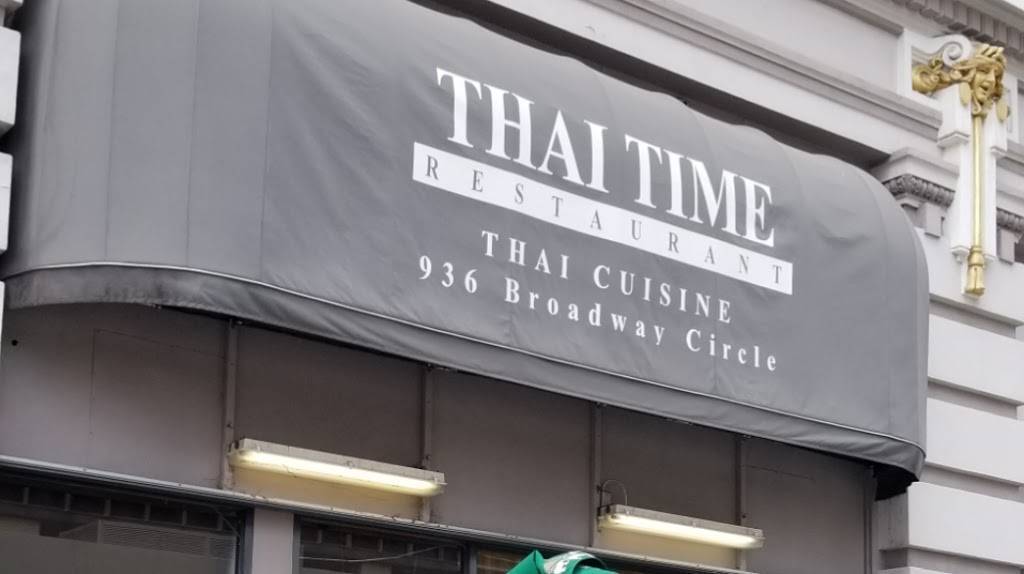 THAI TIME
RESTAURANT
THAI CUISINE
936 Broadway Circle